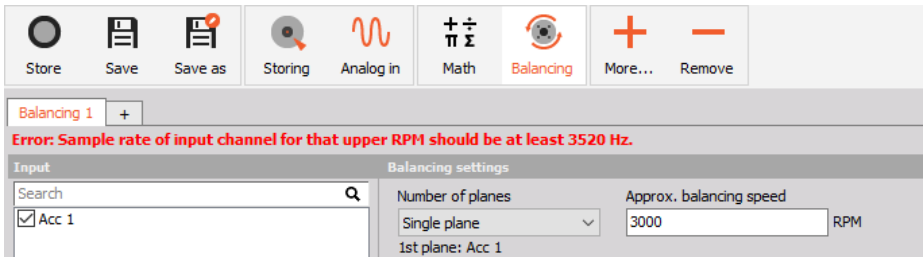 Store Save Save as Storing Analog in Math Balancing More... Remove
Balancing 1 +
Error: Sample rate of input channel for that upper RPM should be at least 3520 Hz.
Input Balancing settings
Search Number of planes Approx. balancing speed
Acc 1 Single plane 3000 RPM
1st plane: Acc 1